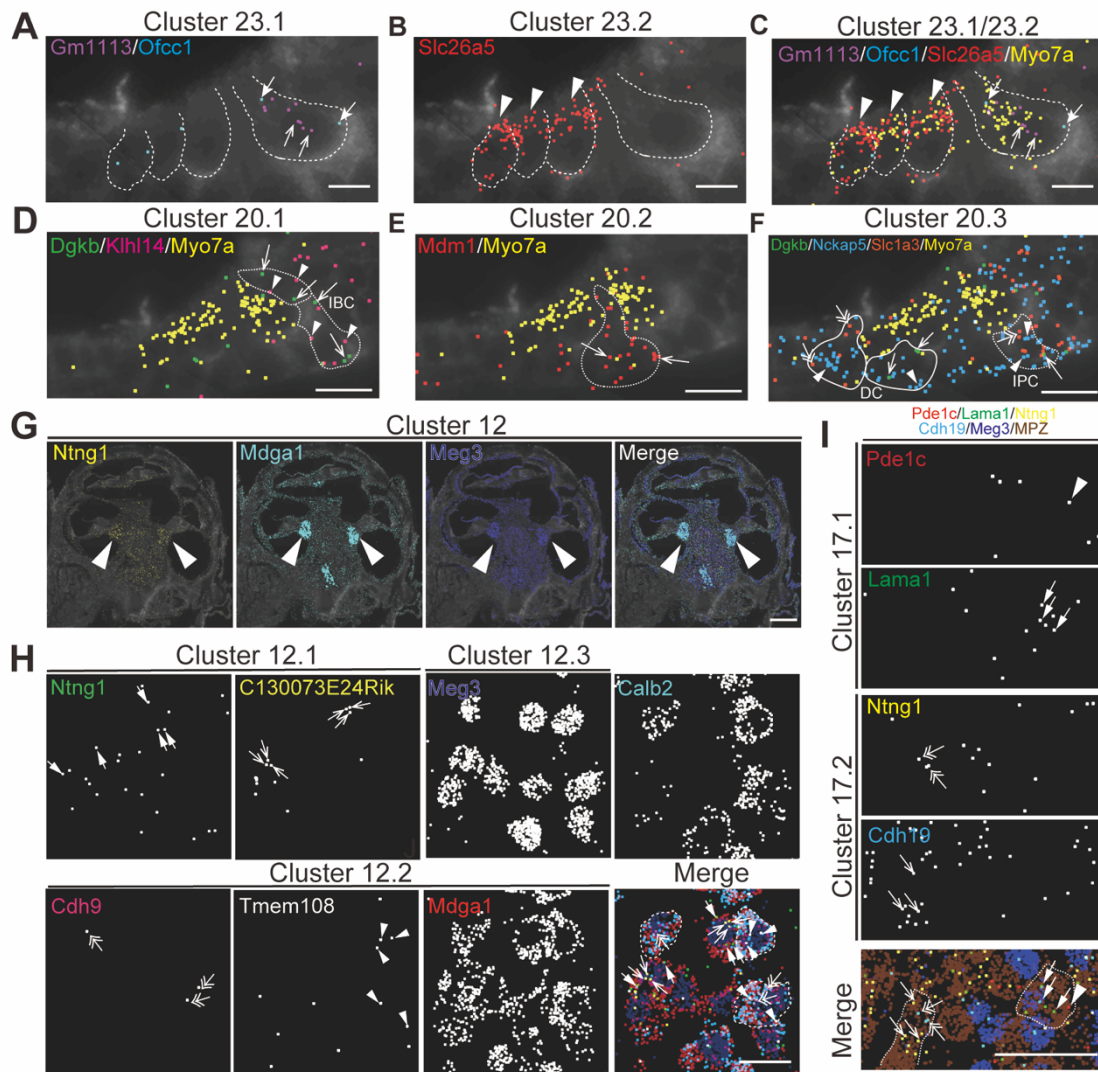 A
Cluster 23.1
Gm1113/Ofcc1
B
Cluster 23.2
Slc26a5
C
Cluster 23.1/23.2
Gm1113/Ofcc1/Slc26a5/Myo7a
D
Cluster 20.1
Dgkb/Klhl14/Myo7a
IBC
E
Cluster 20.2
Mdm1/Myo7a
F
Cluster 20.3
Dgkb/Nckap5/Slc1a3/Myo7a
DC
IPC
G
Cluster 12
Ntng1
Mdga1
Meg3
Merge
H
Cluster 12.1
Cluster 12.3
Ntng1
C130073E24Rik
Meg3
Calb2
Cluster 12.2
Merge
Cdh9
Tmem108
Mdga1
I
Pde1c/Lama1/Ntng1
Cdh19/Meg3/MPZ
Cluster 17.1
Pde1c
Lama1
Cluster 17.2
Ntng1
Cdh19
Merge